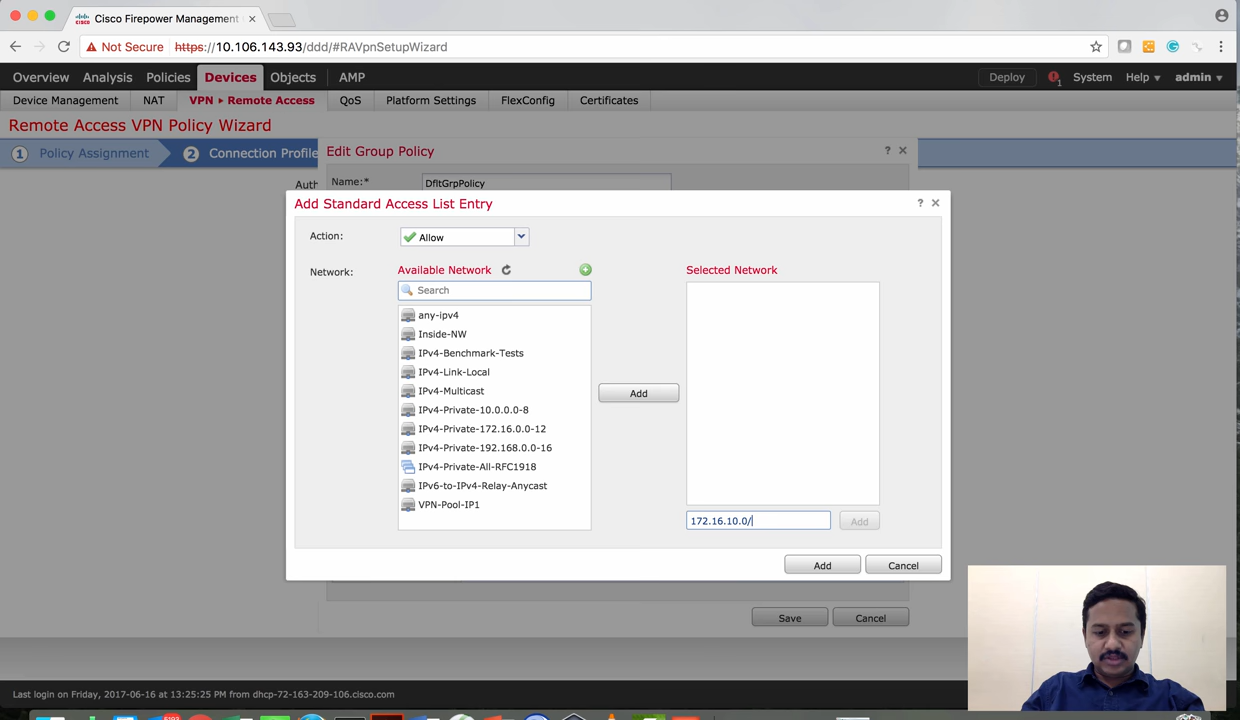 Cisco Firepower Management
Not Secure https://10.106.143.93/ddd/#RAVpnSetupWizard
Overview Analysis Policies Devices Objects AMP Deploy 1 System Help admin
Device Management NAT VPN ▸ Remote Access QoS Platform Settings FlexConfig Certificates
Remote Access VPN Policy Wizard
1 Policy Assignment 2 Connection Profile
Edit Group Policy ?
Auth Name:* DfltGrpPolicy
Add Standard Access List Entry ?
Action: Allow
Network: Available Network Selected Network
Search
any-ipv4
Inside-NW
IPv4-Benchmark-Tests
IPv4-Link-Local
IPv4-Multicast
IPv4-Private-10.0.0.0-8
IPv4-Private-172.16.0.0-12
IPv4-Private-192.168.0.0-16
IPv4-Private-All-RFC1918
IPv6-to-IPv4-Relay-Anycast
VPN-Pool-IP1
Add
172.16.10.0/ Add
Add Cancel
Save Cancel
Last login on Friday, 2017-06-16 at 13:25:25 PM from dhcp-72-163-209-106.cisco.com